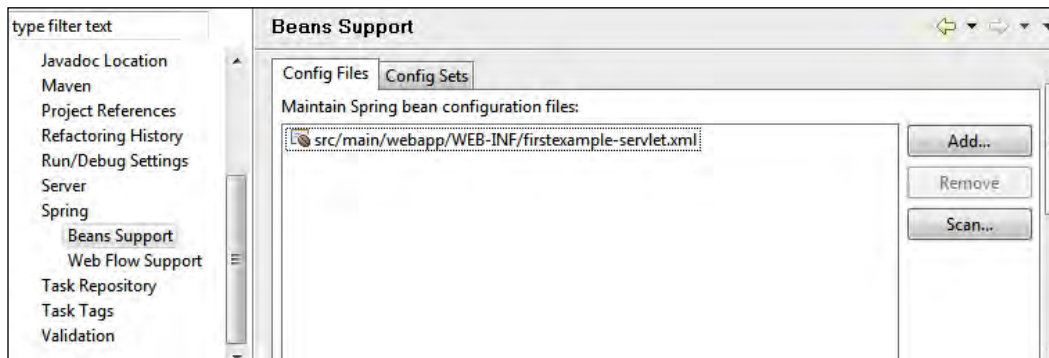 type filter text
Javadoc Location
Maven
Project References
Refactoring History
Run/Debug Settings
Server
Spring
Beans Support
Web Flow Support
Task Repository
Task Tags
Validation
Beans Support
Config Files
Config Sets
Maintain Spring bean configuration files:
src/main/webapp/WEB-INF/firstexample-servlet.xml
Add...
Remove
Scan...